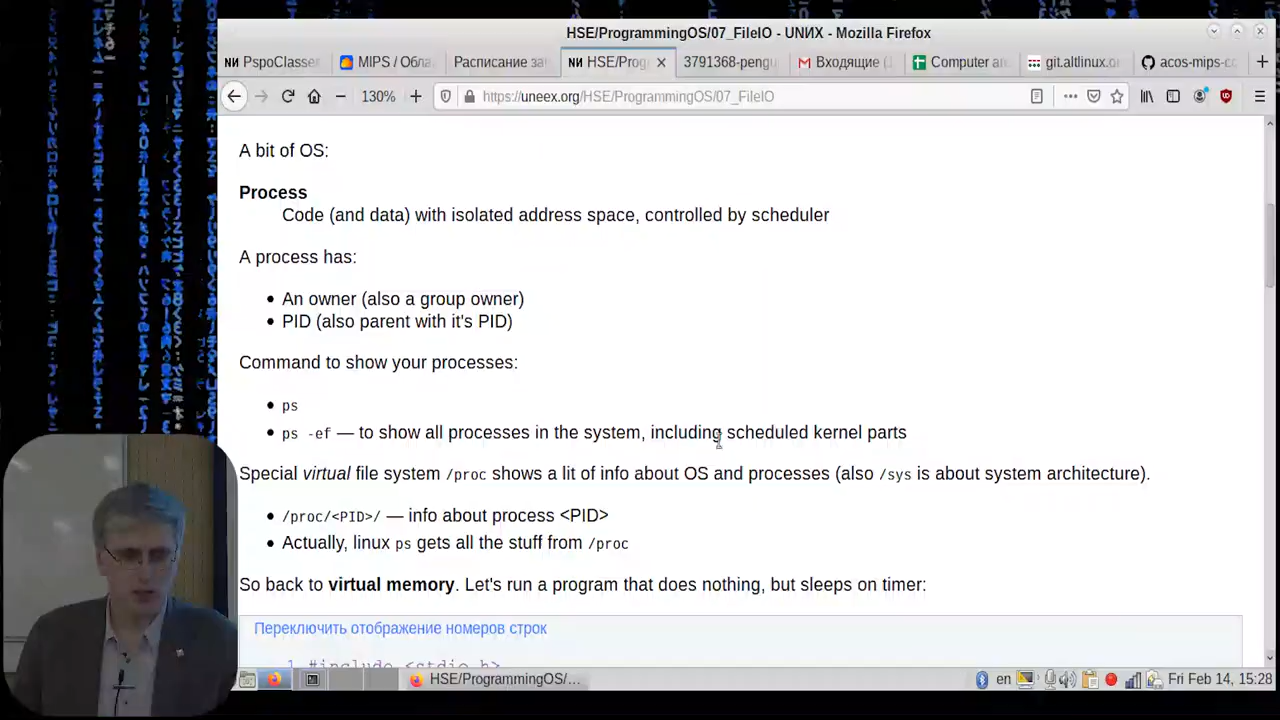 HSE/ProgrammingOS/07_FileIO - UNИX - Mozilla Firefox
PspoClasse
MIPS / Обла
Расписание за
HSE/Prog
3791368-pengu
Входящие (1
Computer an
git.altlinux.or
acos-mips-co
130%
https://uneex.org/HSE/ProgrammingOS/07_FileIO
A bit of OS:
Process
Code (and data) with isolated address space, controlled by scheduler
A process has:
• An owner (also a group owner)
• PID (also parent with it's PID)
Command to show your processes:
• ps
• ps -ef — to show all processes in the system, including scheduled kernel parts
Special virtual file system /proc shows a lit of info about OS and processes (also /sys is about system architecture).
• /proc/<PID>/ — info about process <PID>
• Actually, linux ps gets all the stuff from /proc
So back to virtual memory. Let's run a program that does nothing, but sleeps on timer:
Переключить отображение номеров строк
1 #include <stdio.h>
HSE/ProgrammingOS/...
en
Fri Feb 14, 15:28